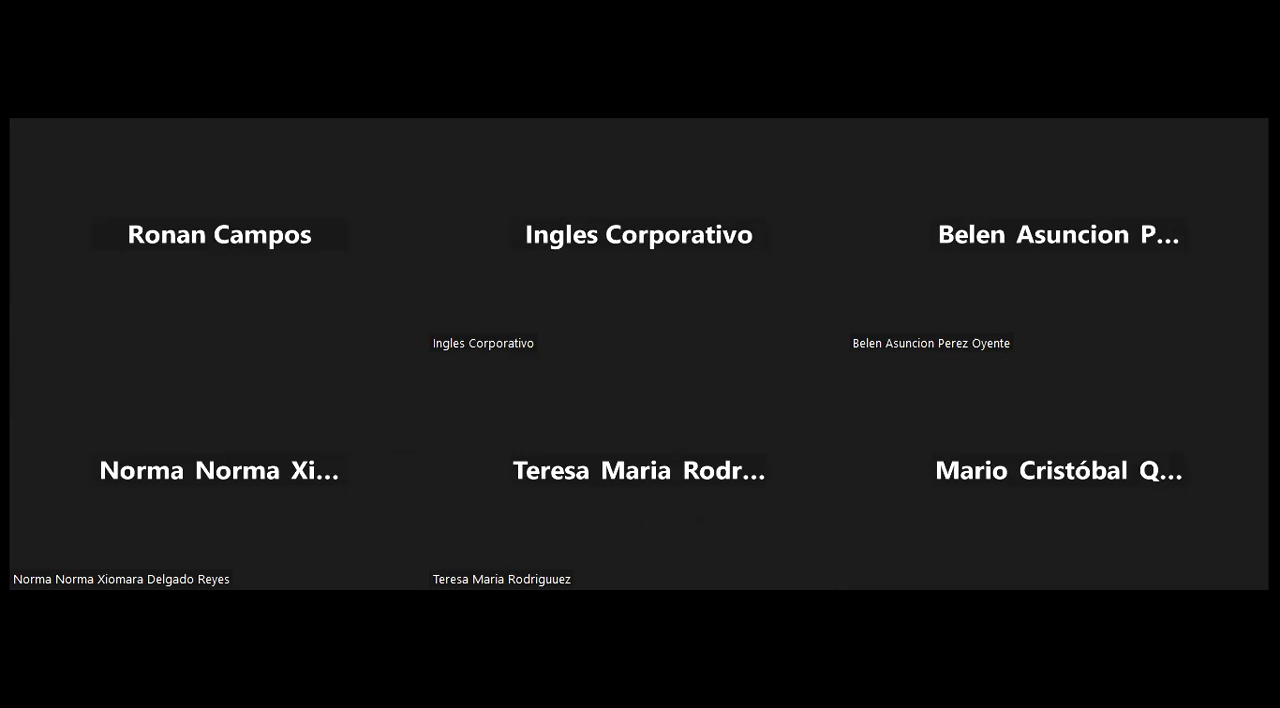 Ronan Campos
Ingles Corporativo
Belen Asuncion P...
Ingles Corporativo
Belen Asuncion Perez Oyente
Norma Norma Xi...
Teresa Maria Rodr...
Mario Cristóbal Q...
Norma Norma Xiomara Delgado Reyes
Teresa Maria Rodriguuez